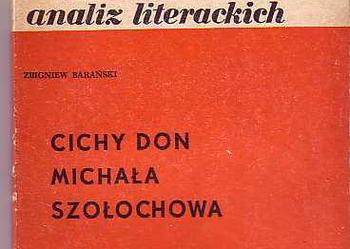 analiz literackich
ZBIGNIEW BARAŃSKI
CICHY DON
MICHAŁA
SZOŁOCHOWA